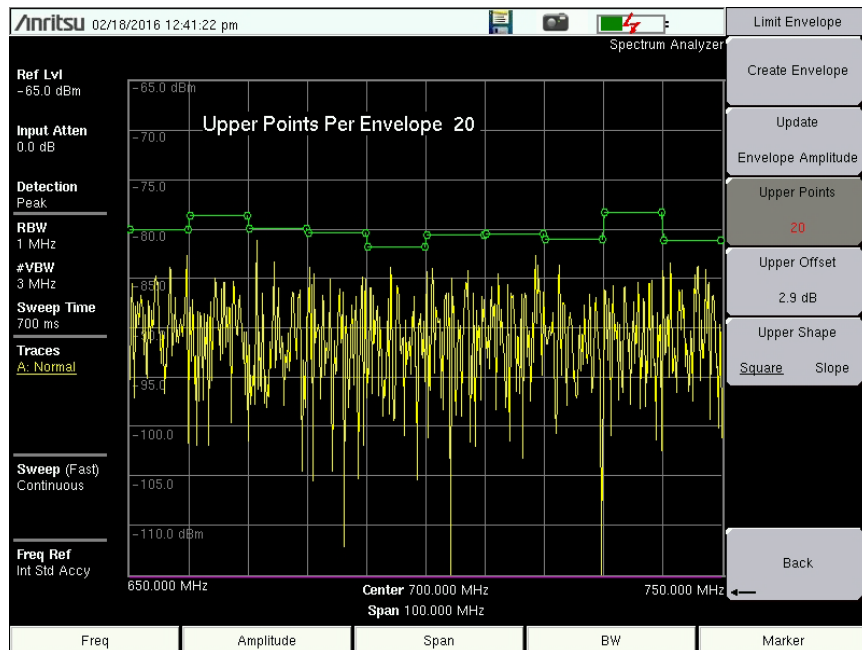 Anritsu 02/18/2016 12:41:22 pm
Spectrum Analyzer
Ref Lvl
-65.0 dBm
Input Atten
0.0 dB
Detection
Peak
RBW
1 MHz
#VBW
3 MHz
Sweep Time
700 ms
Traces
A: Normal
Sweep (Fast)
Continuous
Freq Ref
Int Std Accy
-65.0 dBm
Upper Points Per Envelope 20
-70.0
-75.0
-80.0
-85.0
-95.0
-100.0
-105.0
-110.0 dBm
650.000 MHz
Center 700.000 MHz
750.000 MHz
Span 100.000 MHz
Limit Envelope
Create Envelope
Update
Envelope Amplitude
Upper Points
20
Upper Offset
2.9 dB
Upper Shape
Square Slope
Back
Freq
Amplitude
Span
BW
Marker